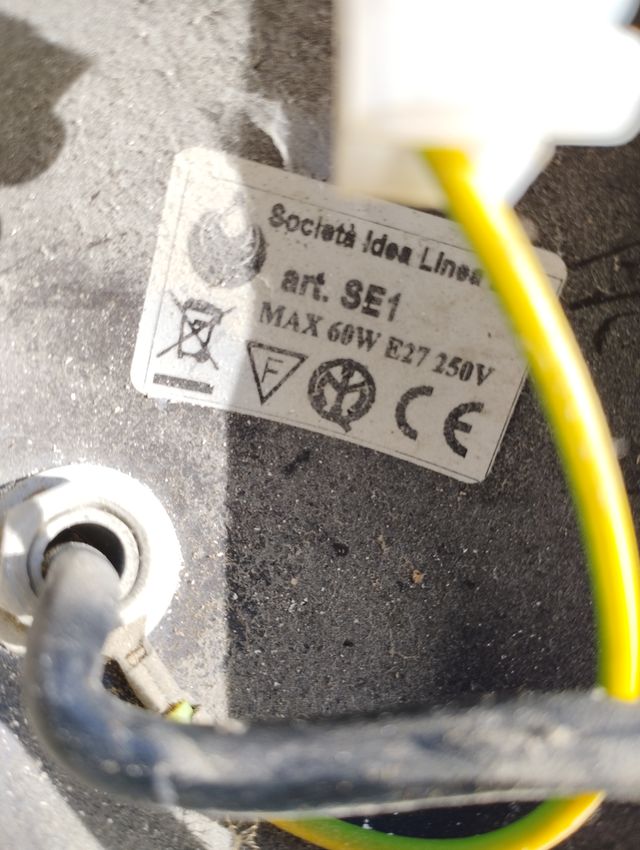 Società Idea Linea
art. SE1
MAX 60W E27 250V
F
CE